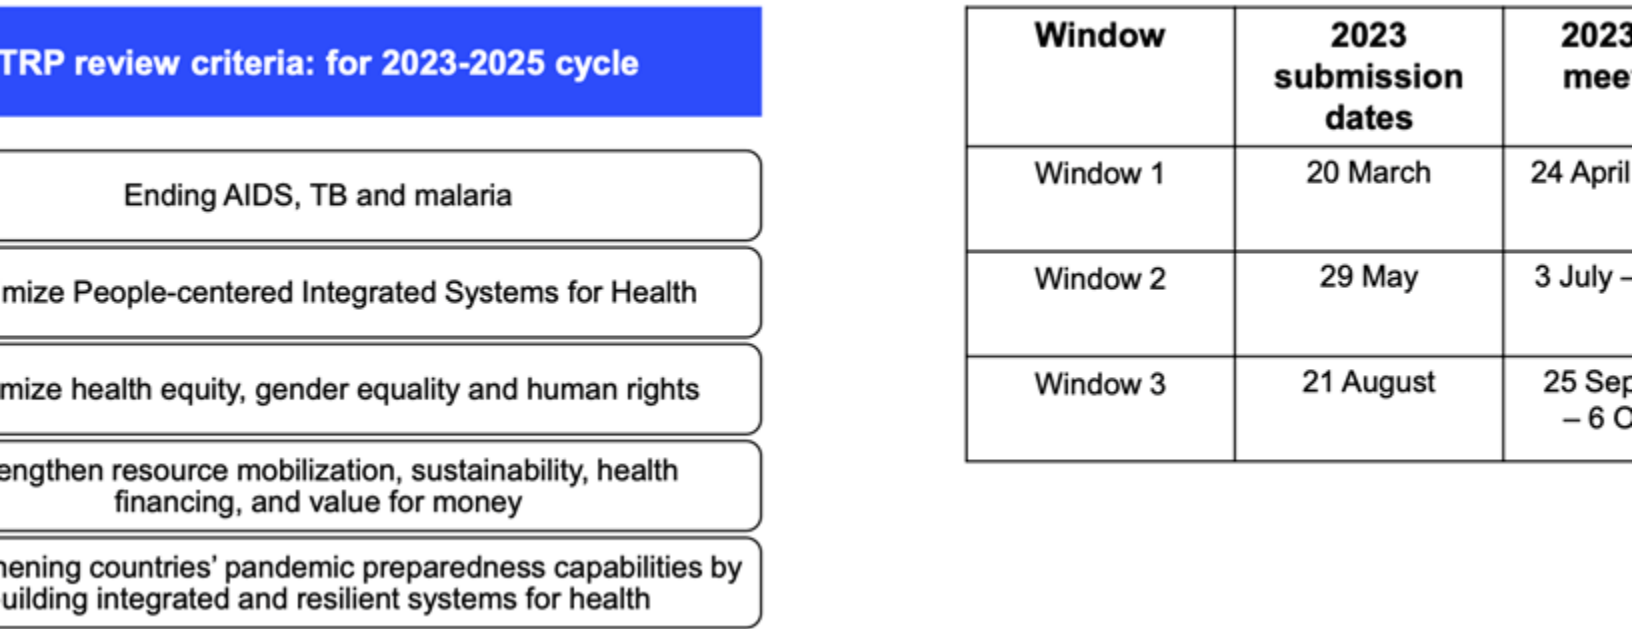 TRP review criteria: for 2023-2025 cycle
Ending AIDS, TB and malaria
mize People-centered Integrated Systems for Health
mize health equity, gender equality and human rights
engthen resource mobilization, sustainability, health
financing, and value for money
ening countries' pandemic preparedness capabilities by
uilding integrated and resilient systems for health
Window 2023 2023
submission mee
dates
Window 1 20 March 24 April
Window 2 29 May 3 July –
Window 3 21 August 25 Sep
– 6 O